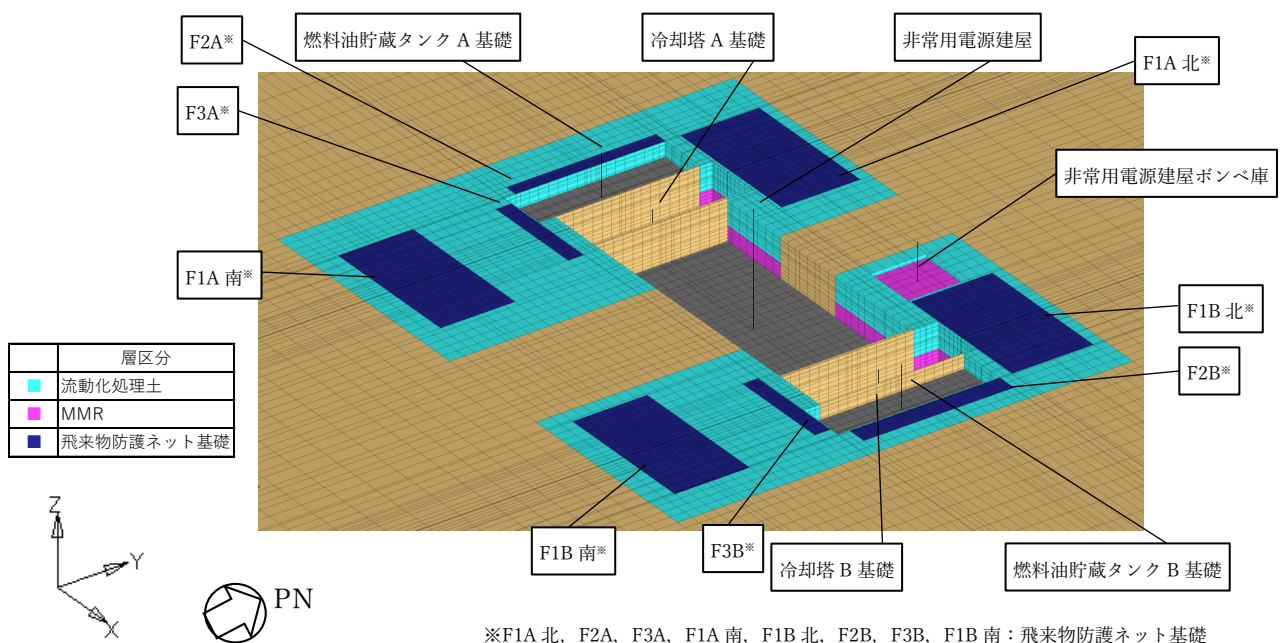 F2A※
燃料油貯蔵タンク A 基礎
冷却塔 A 基礎
非常用電源建屋
F1A 北※
F3A※
非常用電源建屋ボンベ庫
F1A 南※
F1B 北※
F2B※
層区分
流動化処理土
MMR
飛来物防護ネット基礎
F1B 南※
F3B※
冷却塔 B 基礎
燃料油貯蔵タンク B 基礎
Z
Y
X
PN
※F1A 北，F2A，F3A，F1A 南，F1B 北，F2B，F3B，F1B 南：飛来物防護ネット基礎